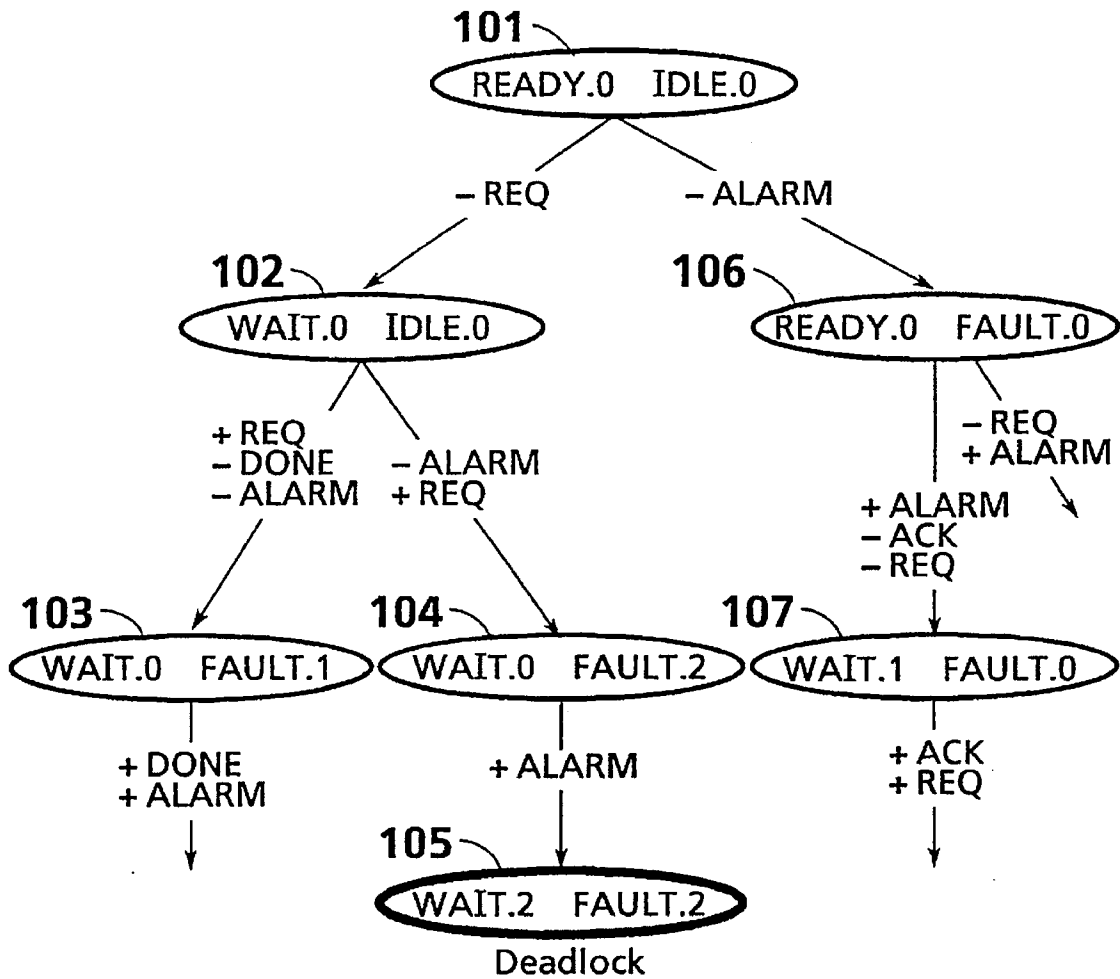 101
READY.0 IDLE.0
– REQ
– ALARM
102
WAIT.0 IDLE.0
106
READY.0 FAULT.0
+ REQ
– DONE
– ALARM
– ALARM
+ REQ
– REQ
+ ALARM
+ ALARM
– ACK
– REQ
103
WAIT.0 FAULT.1
104
WAIT.0 FAULT.2
107
WAIT.1 FAULT.0
+ DONE
+ ALARM
+ ALARM
+ ACK
+ REQ
105
WAIT.2 FAULT.2
Deadlock